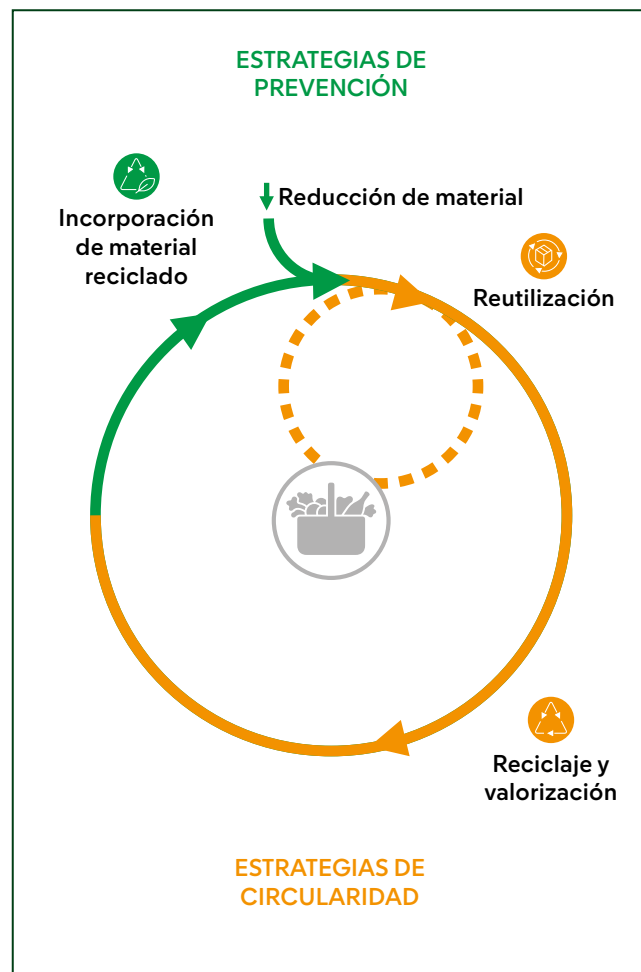 ESTRATEGIAS DE
PREVENCIÓN
Reducción de material
Incorporación
de material
reciclado
Reutilización
Reciclaje y
valorización
ESTRATEGIAS DE
CIRCULARIDAD